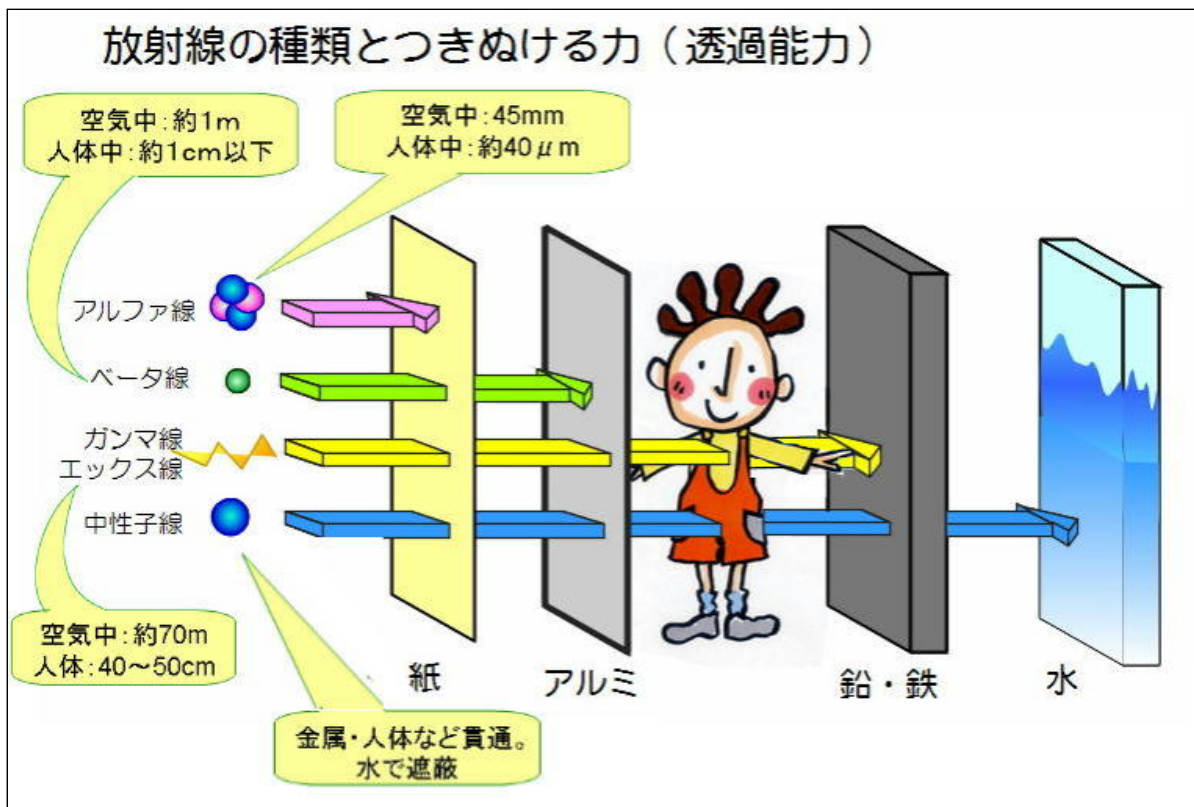 放射線の種類とつきぬける力（透過能力）
空気中：約1m
人体中：約1cm以下
空気中：45mm
人体中：約40μm
アルファ線
ベータ線
ガンマ線
エックス線
中性子線
空気中：約70m
人体：40～50cm
金属・人体など貫通。
水で遮蔽
紙
アルミ
鉛・鉄
水